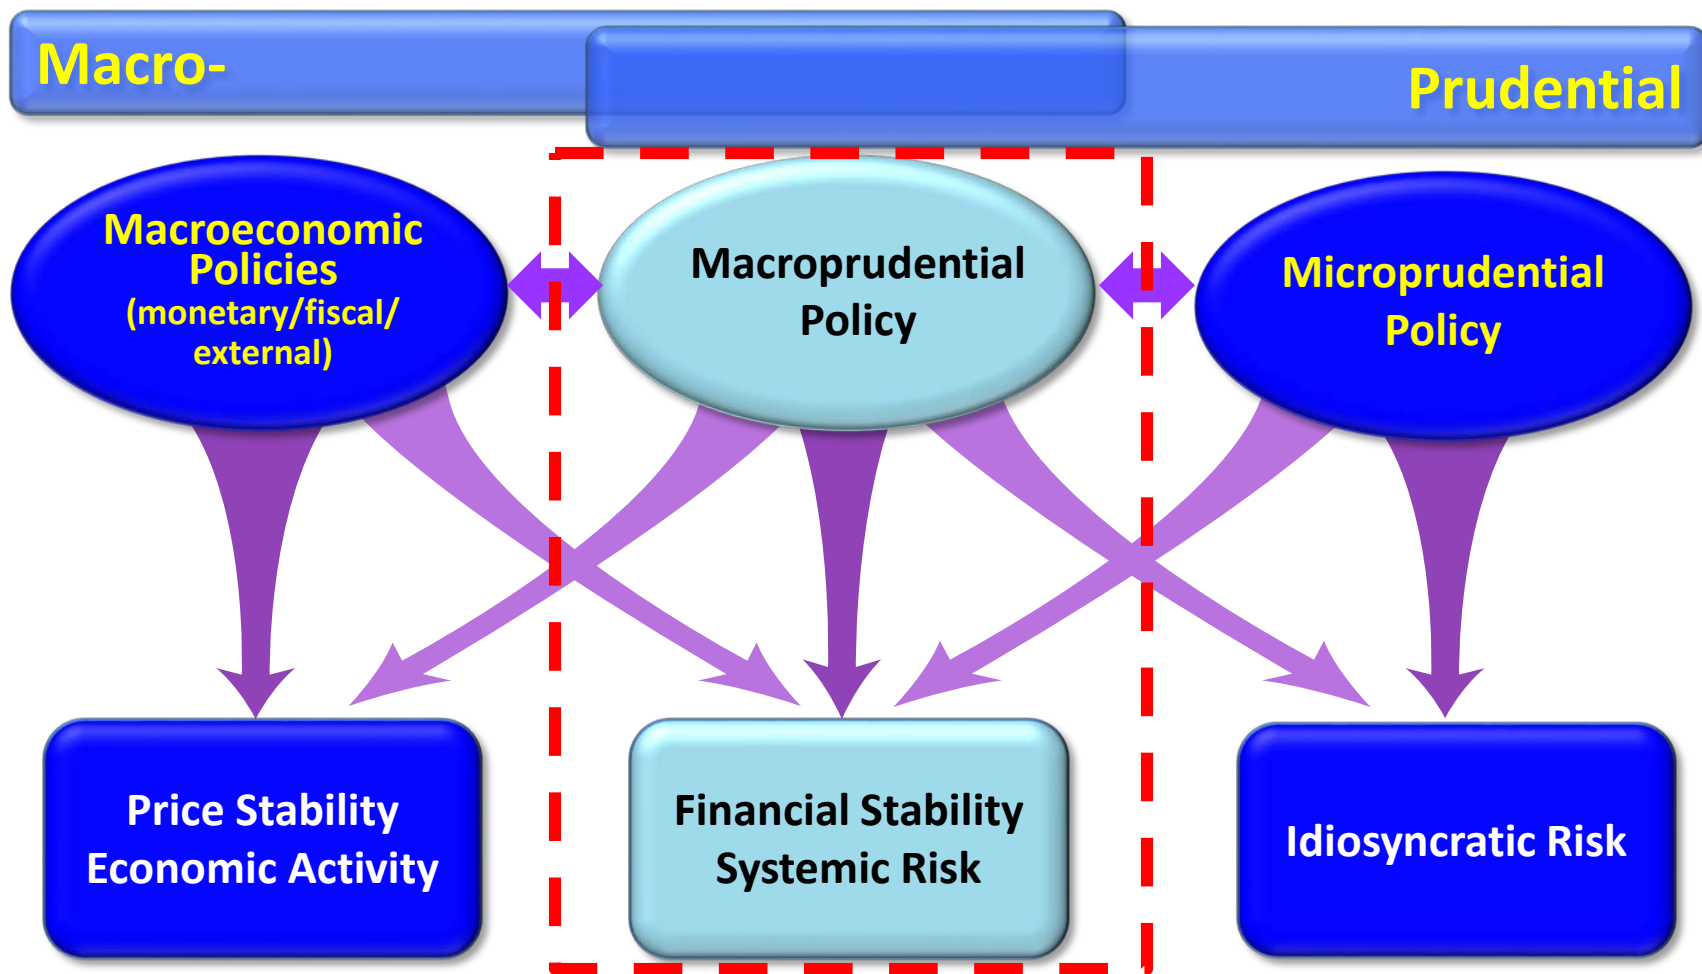 Macro-
Prudential
Macroeconomic
Policies
(monetary/fiscal/
external)
Macroprudential
Policy
Microprudential
Policy
Price Stability
Economic Activity
Financial Stability
Systemic Risk
Idiosyncratic Risk